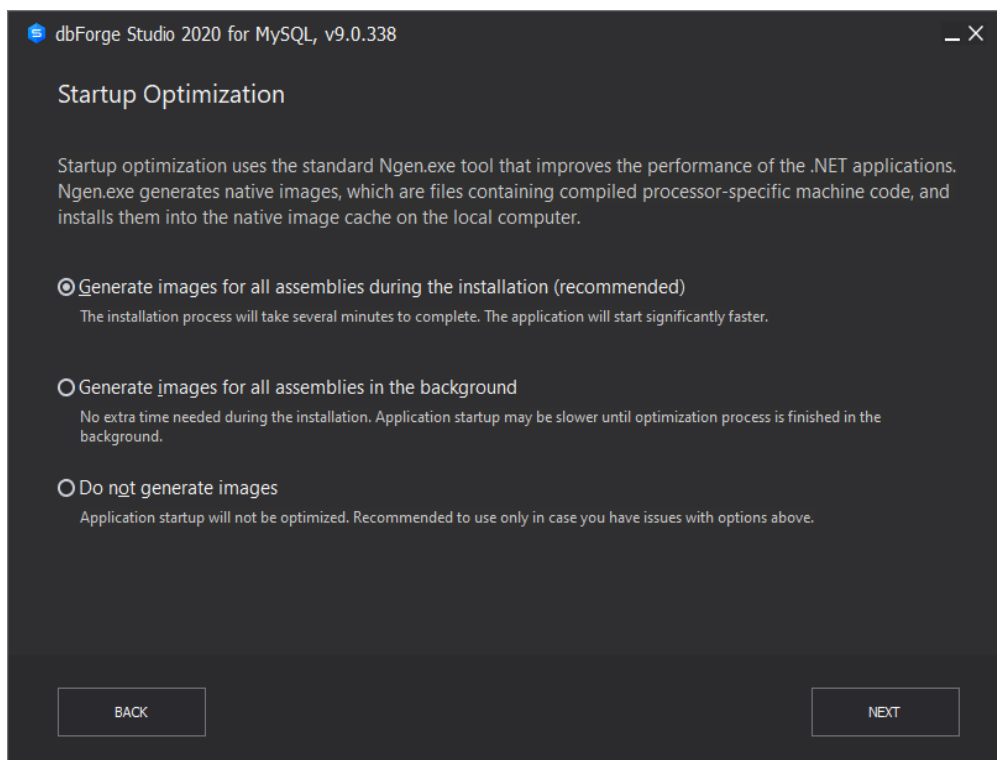 dbForge Studio 2020 for MySQL, v9.0.338
Startup Optimization
Startup optimization uses the standard Ngen.exe tool that improves the performance of the .NET applications.
Ngen.exe generates native images, which are files containing compiled processor-specific machine code, and
installs them into the native image cache on the local computer.
Generate images for all assemblies during the installation (recommended)
The installation process will take several minutes to complete. The application will start significantly faster.
Generate images for all assemblies in the background
No extra time needed during the installation. Application startup may be slower until optimization process is finished in the
background.
Do not generate images
Application startup will not be optimized. Recommended to use only in case you have issues with options above.
BACK
NEXT